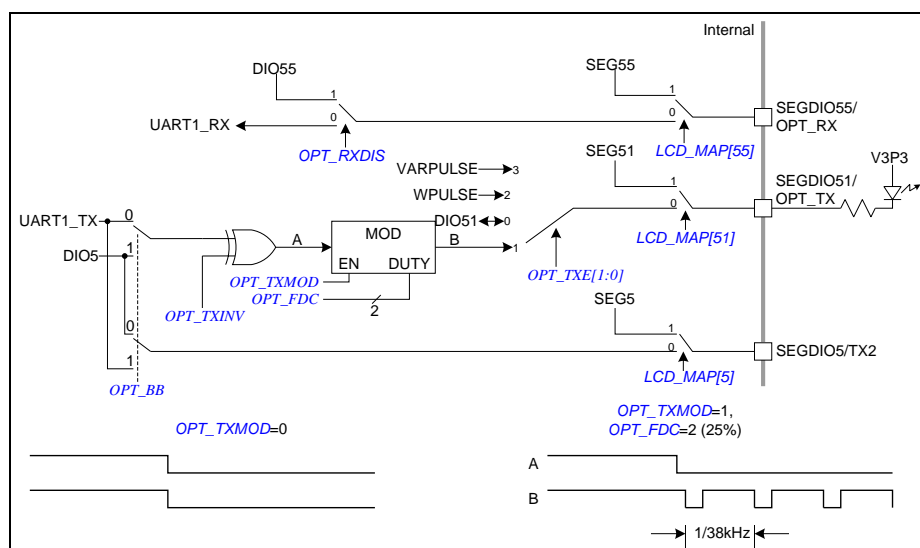 Internal
DIO55
SEG55
1
0
UART1_RX
OPT_RXDIS
1
0
LCD_MAP[55]
SEGDIO55/
OPT_RX
VARPULSE
3
WPULSE
2
DIO51
0
SEG51
1
0
LCD_MAP[51]
SEGDIO51/
OPT_TX
V3P3
UART1_TX
0
DIO5
1
A
MOD
EN DUTY
B
1
OPT_TXMOD
OPT_FDC
2
OPT_TXINV
OPT_TXE[1:0]
SEG5
0
1
OPT_BB
1
0
LCD_MAP[5]
SEGDIO5/TX2
OPT_TXMOD=0
OPT_TXMOD=1,
OPT_FDC=2 (25%)
A
B
1/38kHz